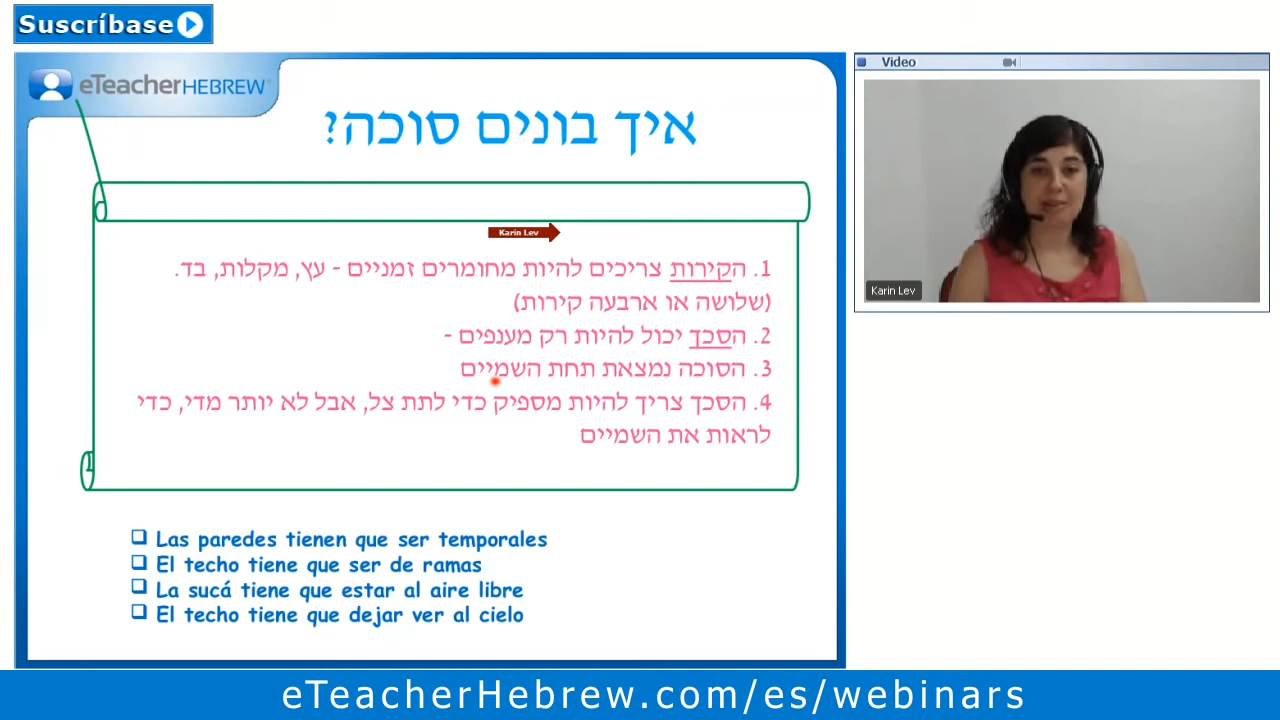 Suscríbase
eTeacherHEBREW
איך בונים סוכה?
Karin Lev
1. הקירות צריכים להיות מחומרים זמניים - עץ, מקלות, בד.
(שלושה או ארבעה קירות)
2. הסכך יכול להיות רק מענפים -
3. הסוכה נמצאת תחת השמיים
4. הסכך צריך להיות מספיק כדי לתת צל, אבל לא יותר מדי, כדי
לראות את השמיים
Las paredes tienen que ser temporales
El techo tiene que ser de ramas
La sucá tiene que estar al aire libre
El techo tiene que dejar ver al cielo
Video
Karin Lev
eTeacherHebrew.com/es/webinars